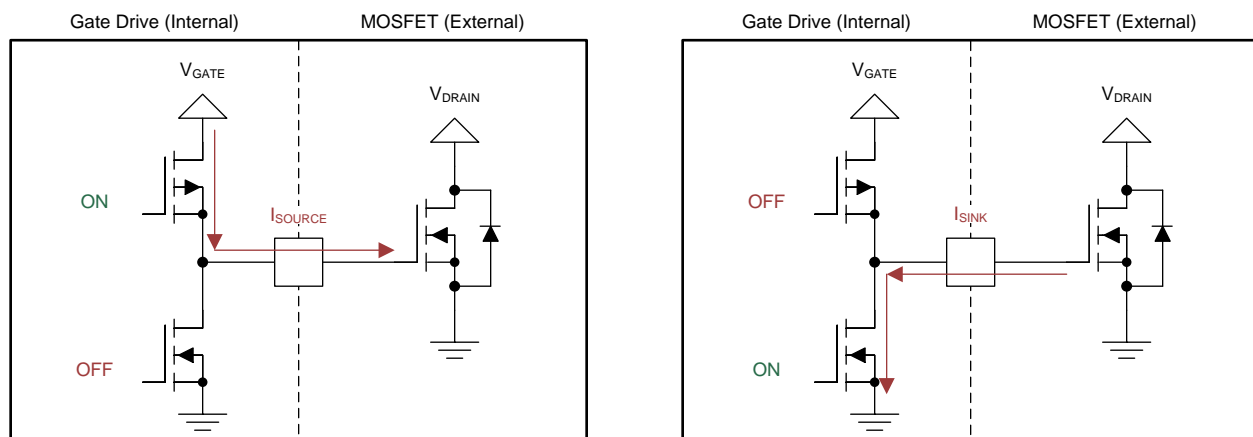 Gate Drive (Internal) MOSFET (External)
VGATE
VDRAIN
ON
ISOURCE
OFF
Gate Drive (Internal) MOSFET (External)
VGATE
VDRAIN
OFF
ISINK
ON